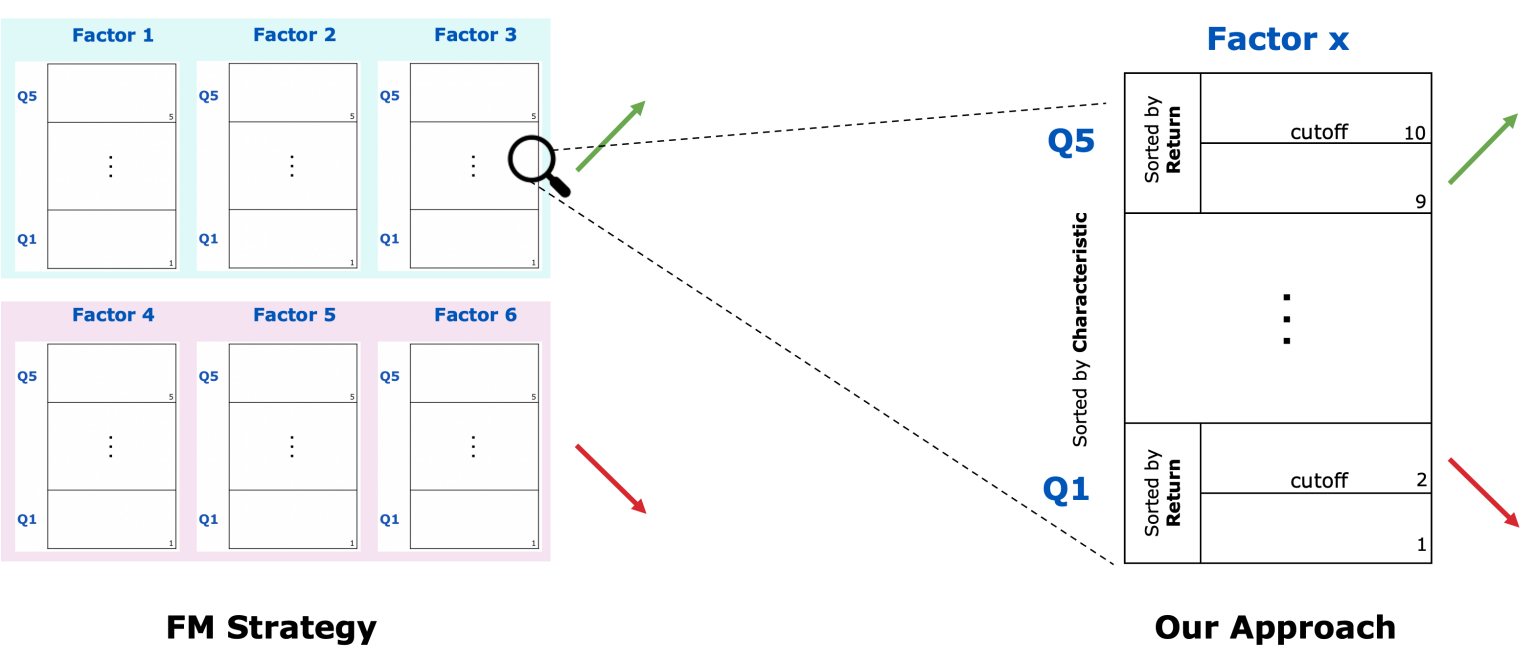 Factor 1
Factor 2
Factor 3
Q5
5
Q5
5
Q5
5
Q1
1
Q1
1
Q1
1
Factor 4
Factor 5
Factor 6
Q5
5
Q5
5
Q5
5
Q1
1
Q1
1
Q1
1
FM Strategy
Factor x
Q5
Sorted by
Return
cutoff
10
9
Sorted by Characteristic
Q1
Sorted by
Return
cutoff
2
1
Our Approach